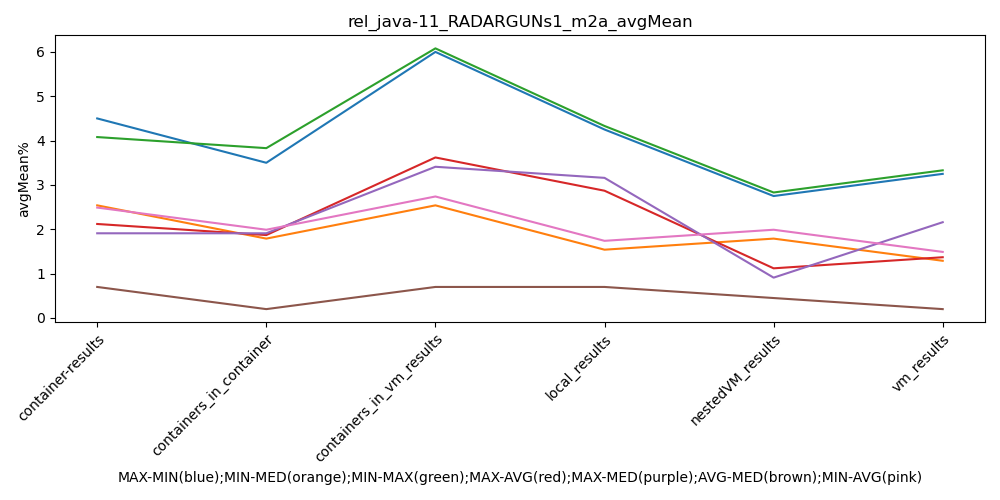 rel_java-11_RADARGUNs1_m2a_avgMean
avgMean%
6
5
4
3
2
1
0
container-results
containers_in_container
containers_in_vm_results
local_results
nestedVM_results
vm_results
MAX-MIN(blue);MIN-MED(orange);MIN-MAX(green);MAX-AVG(red);MAX-MED(purple);AVG-MED(brown);MIN-AVG(pink)